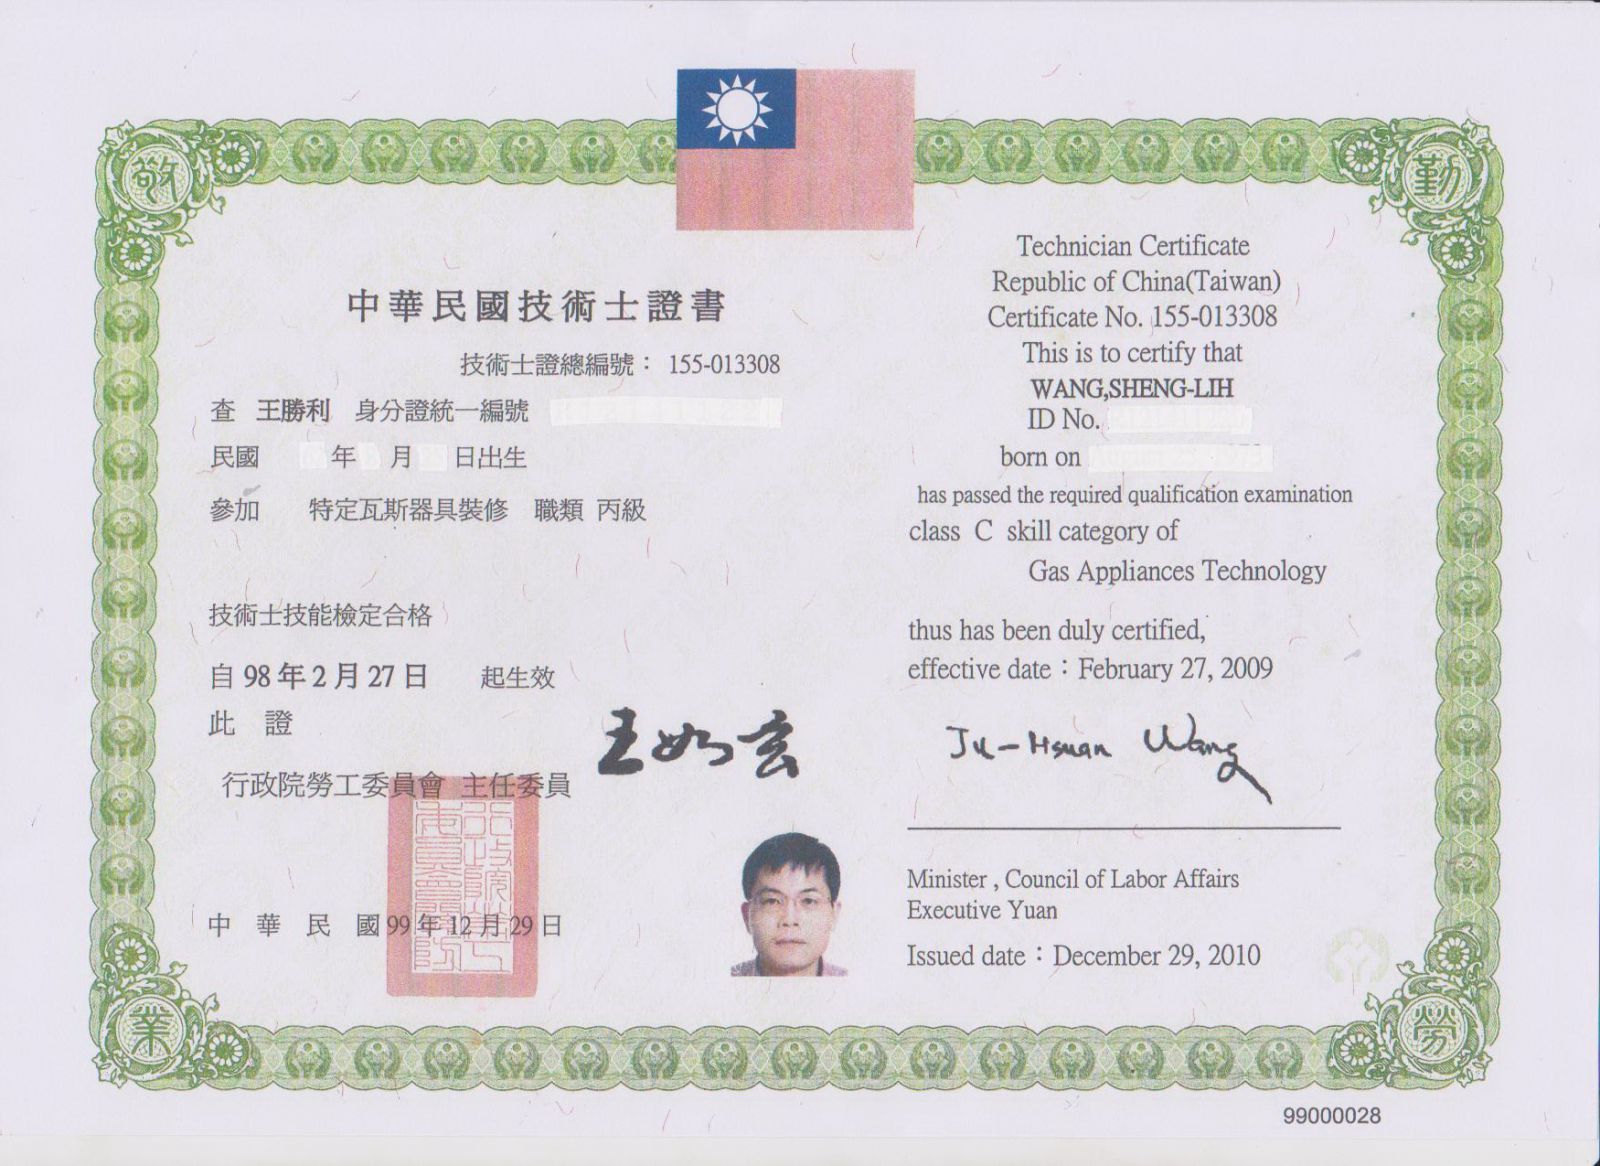 敬
勤
中華民國技術士證書
技術士證總編號： 155-013308
查 王勝利 身分證統一編號
民國 年 月 日出生
參加 特定瓦斯器具裝修 職類 丙級
技術士技能檢定合格
自 98 年 2 月 27 日 起生效
此 證
行政院勞工委員會 主任委員
王如玄
中 華 民 國 99 年 12 月 29 日
Technician Certificate
Republic of China(Taiwan)
Certificate No. 155-013308
This is to certify that
WANG,SHENG-LIH
ID No.
born on
has passed the required qualification examination
class C skill category of
Gas Appliances Technology
thus has been duly certified,
effective date：February 27, 2009
Ju-Hsuan Wang
Minister , Council of Labor Affairs
Executive Yuan
Issued date：December 29, 2010
業
勞
99000028